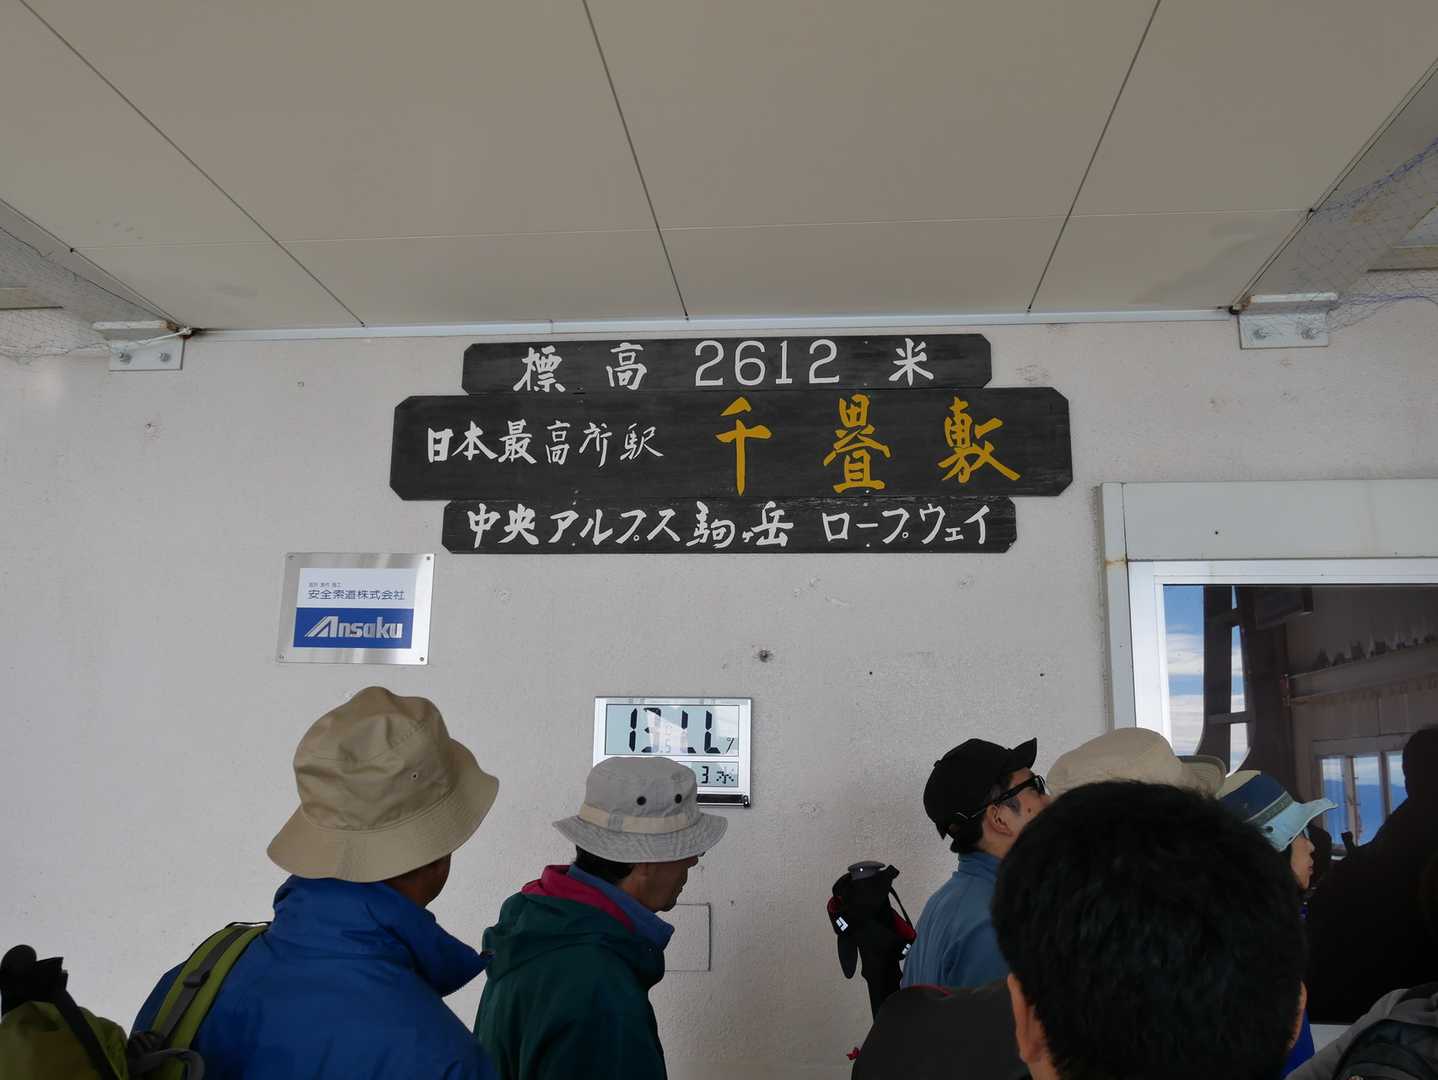 標高 2612 米
日本最高所駅 千畳敷
中央アルプス駒ヶ岳 ロープウェイ
安全索道株式会社
Ansaku